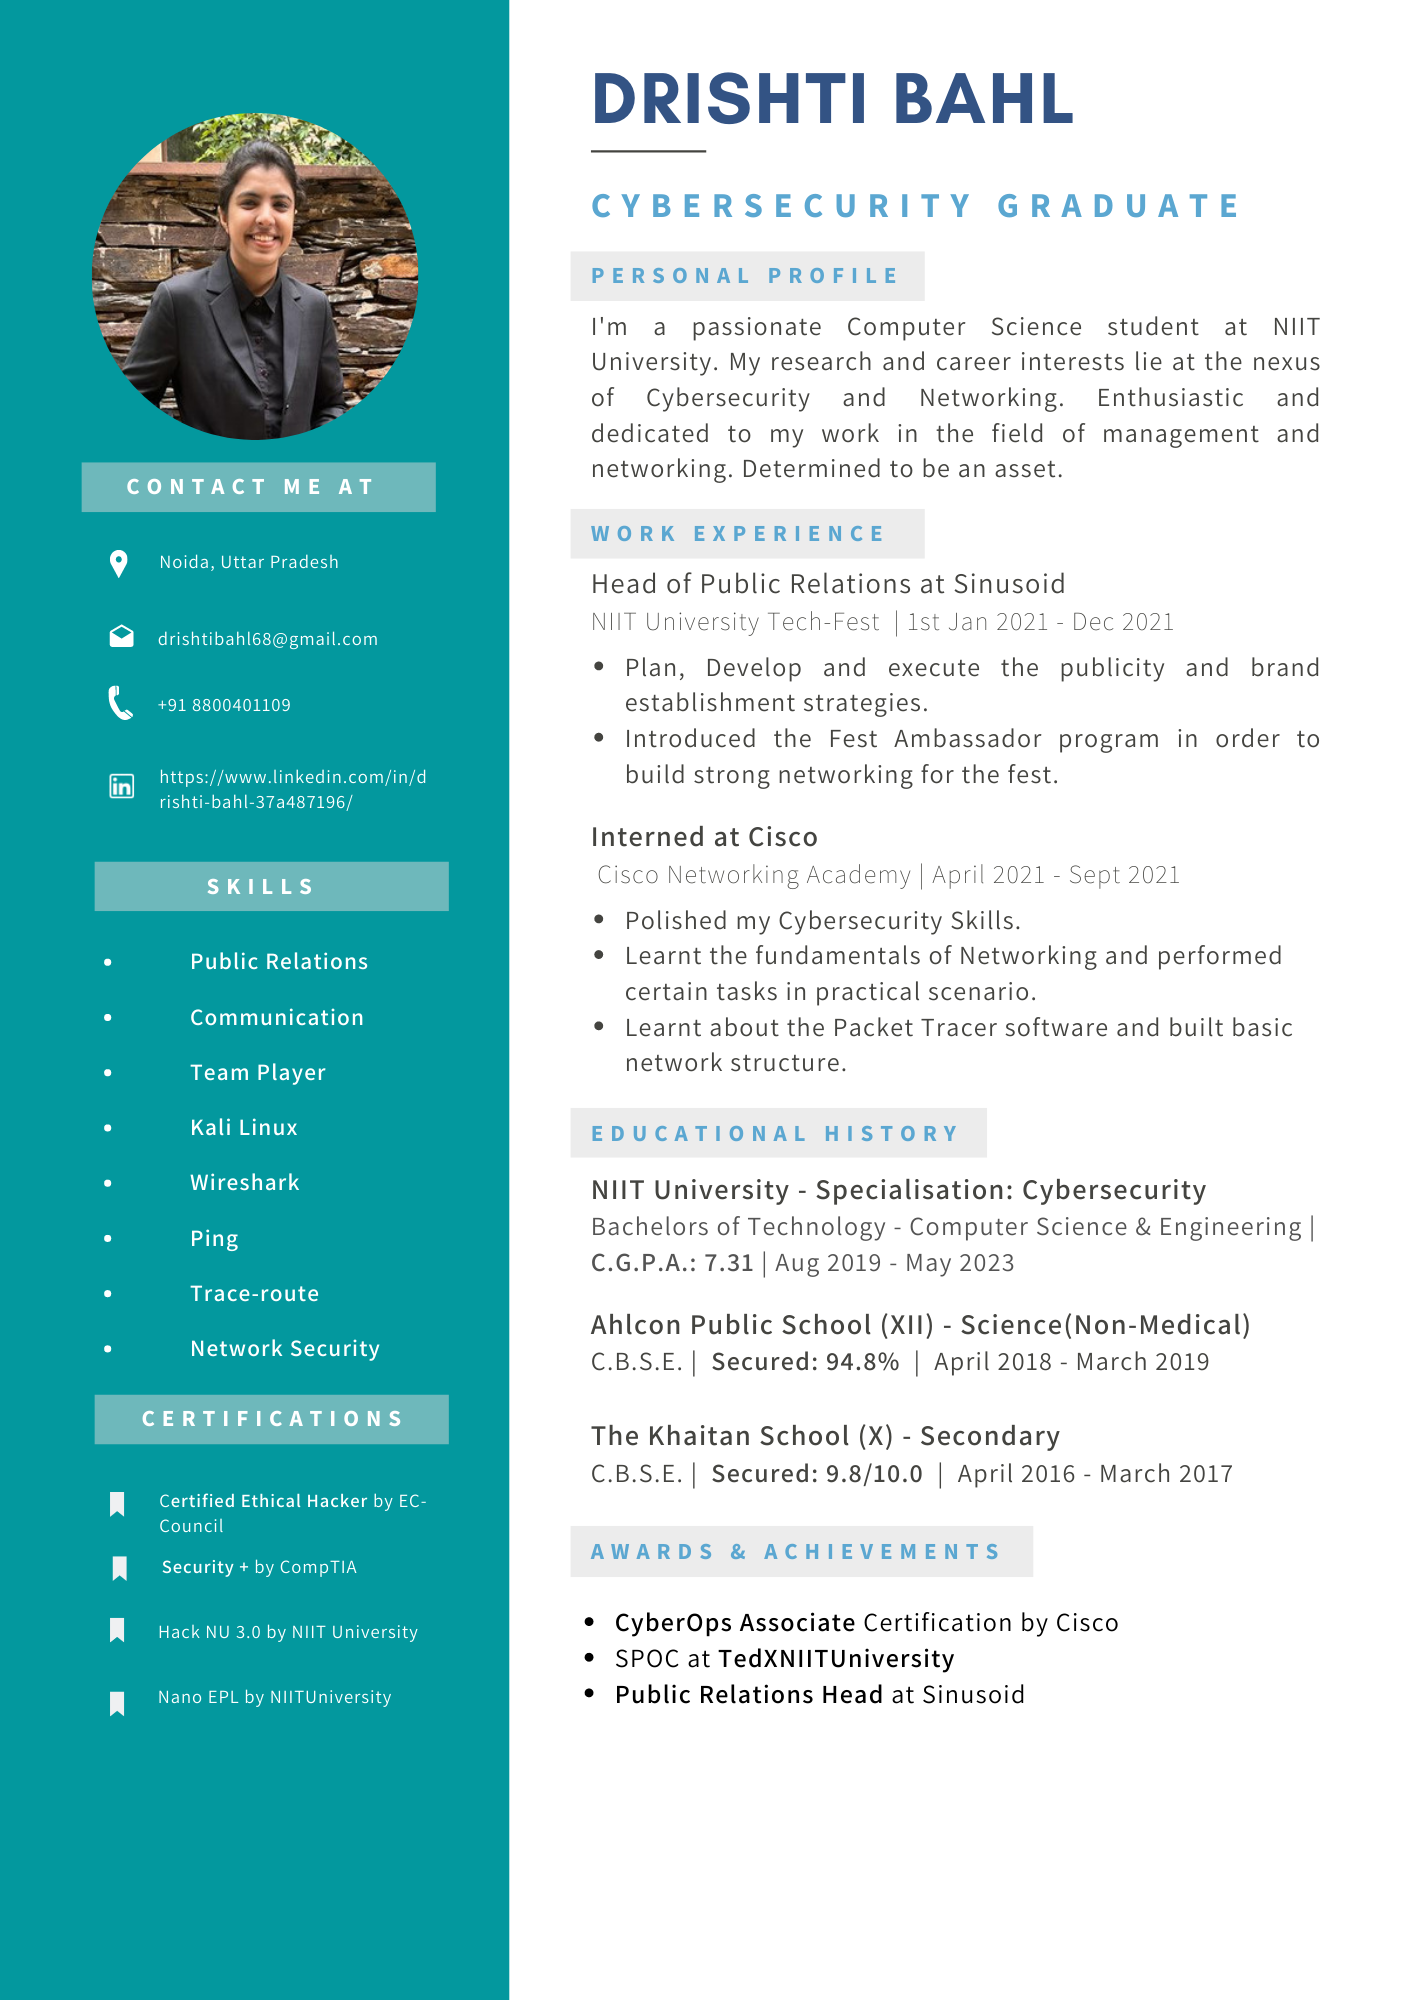 CONTACT ME AT
Noida, Uttar Pradesh
drishtibahl68@gmail.com
+91 8800401109
https://www.linkedin.com/in/d
rishti-bahl-37a487196/
SKILLS
• Public Relations
• Communication
• Team Player
• Kali Linux
• Wireshark
• Ping
• Trace-route
• Network Security
CERTIFICATIONS
Certified Ethical Hacker by EC-
Council
Security + by CompTIA
Hack NU 3.0 by NIIT University
Nano EPL by NIITUniversity
DRISHTI BAHL
CYBERSECURITY GRADUATE
PERSONAL PROFILE
I'm a passionate Computer Science student at NIIT
University. My research and career interests lie at the nexus
of Cybersecurity and Networking. Enthusiastic and
dedicated to my work in the field of management and
networking. Determined to be an asset.
WORK EXPERIENCE
Head of Public Relations at Sinusoid
NIIT University Tech-Fest | 1st Jan 2021 - Dec 2021
• Plan, Develop and execute the publicity and brand
establishment strategies.
• Introduced the Fest Ambassador program in order to
build strong networking for the fest.
Interned at Cisco
Cisco Networking Academy | April 2021 - Sept 2021
• Polished my Cybersecurity Skills.
• Learnt the fundamentals of Networking and performed
certain tasks in practical scenario.
• Learnt about the Packet Tracer software and built basic
network structure.
EDUCATIONAL HISTORY
NIIT University - Specialisation: Cybersecurity
Bachelors of Technology - Computer Science & Engineering |
C.G.P.A.: 7.31 | Aug 2019 - May 2023
Ahlcon Public School (XII) - Science(Non-Medical)
C.B.S.E. | Secured: 94.8% | April 2018 - March 2019
The Khaitan School (X) - Secondary
C.B.S.E. | Secured: 9.8/10.0 | April 2016 - March 2017
AWARDS & ACHIEVEMENTS
• CyberOps Associate Certification by Cisco
• SPOC at TedXNIITUniversity
• Public Relations Head at Sinusoid